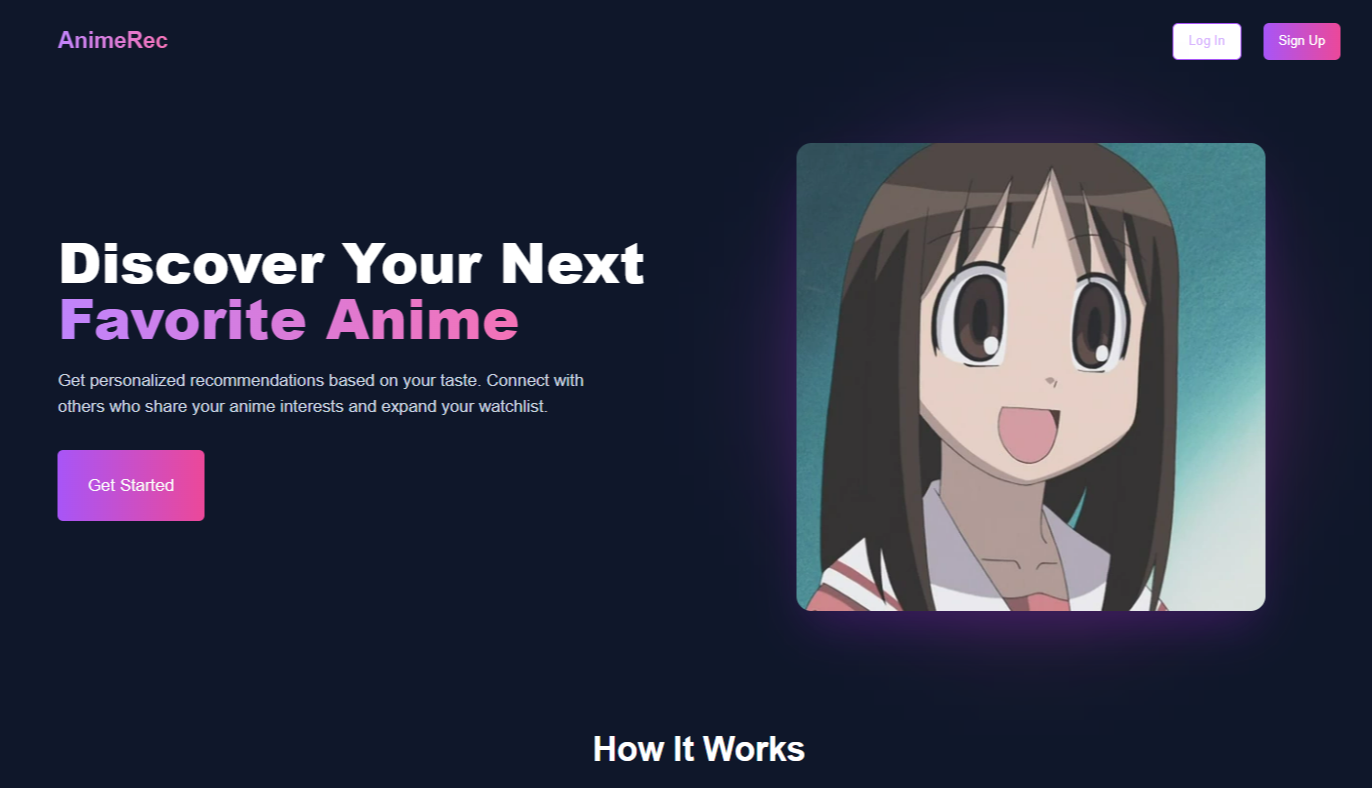 AnimeRec
Log In
Sign Up
Discover Your Next
Favorite Anime
Get personalized recommendations based on your taste. Connect with
others who share your anime interests and expand your watchlist.
Get Started
How It Works